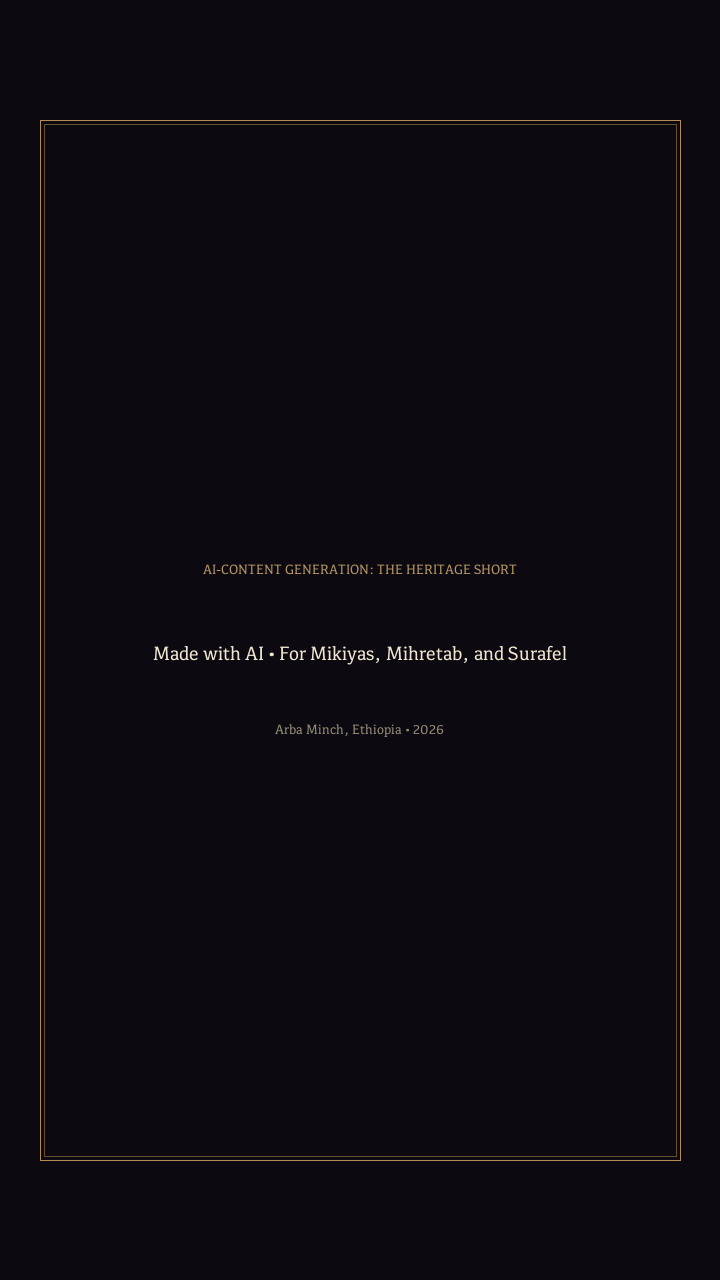 AI-CONTENT GENERATION: THE HERITAGE SHORT
Made with AI • For Mikiyas, Mihretab, and Surafel
Arba Minch, Ethiopia • 2026